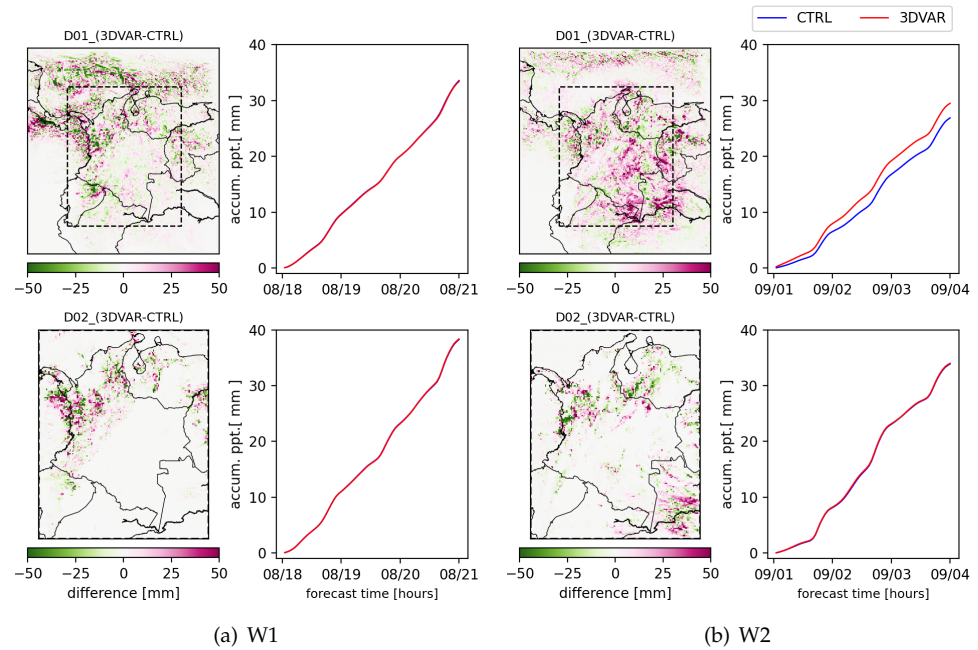 CTRL 3DVAR
D01_(3DVAR-CTRL)
40
30
20
10
0
accum. ppt.[ mm ]
−50 −25 0 25 50
08/18 08/19 08/20 08/21
D01_(3DVAR-CTRL)
40
30
20
10
0
accum. ppt.[ mm ]
−50 −25 0 25 50
09/01 09/02 09/03 09/04
D02_(3DVAR-CTRL)
40
30
20
10
0
accum. ppt.[ mm ]
−50 −25 0 25 50
difference [mm]
08/18 08/19 08/20 08/21
forecast time [hours]
D02_(3DVAR-CTRL)
40
30
20
10
0
accum. ppt.[ mm ]
−50 −25 0 25 50
difference [mm]
09/01 09/02 09/03 09/04
forecast time [hours]
(a) W1
(b) W2